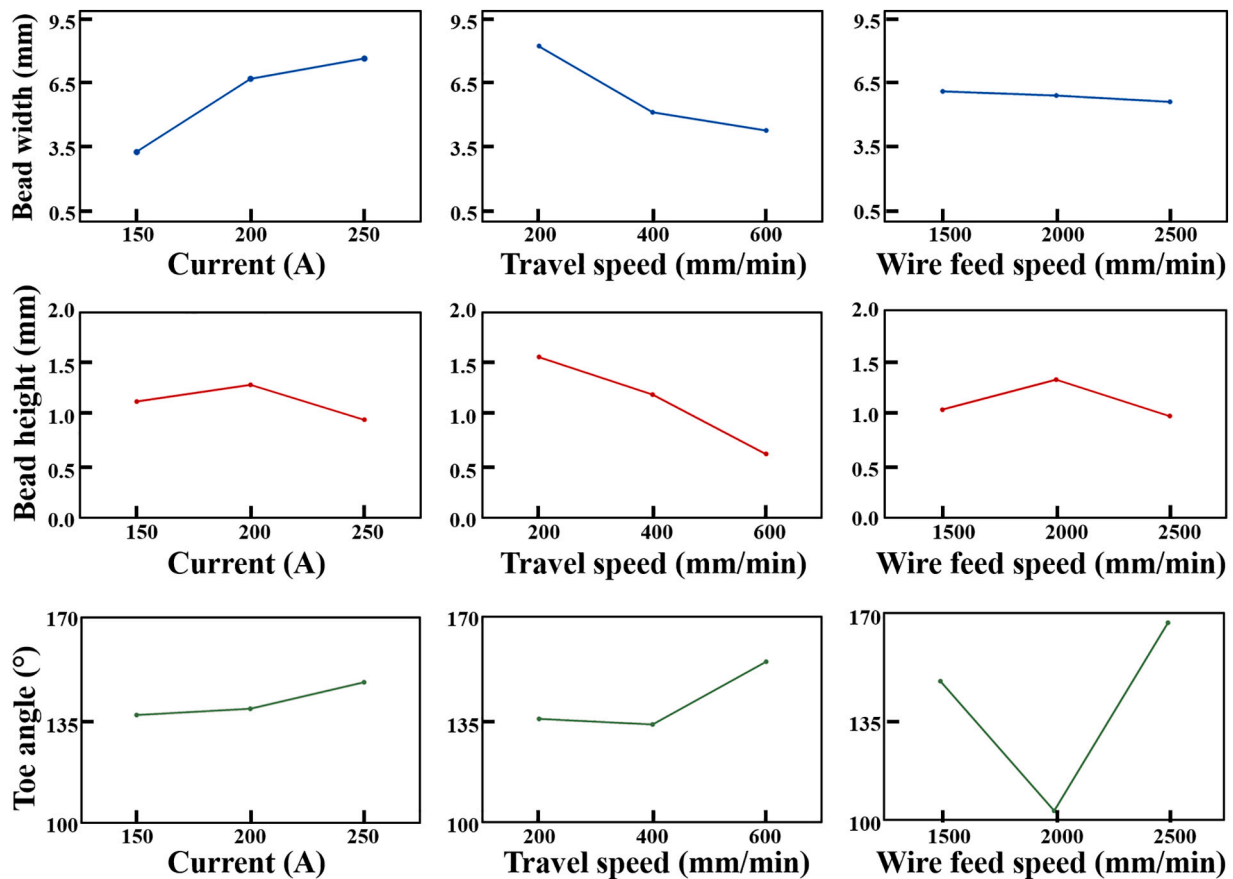 Bead width (mm)
9.5
6.5
3.5
0.5
150 200 250
Current (A)
9.5
6.5
3.5
0.5
200 400 600
Travel speed (mm/min)
9.5
6.5
3.5
0.5
1500 2000 2500
Wire feed speed (mm/min)
Bead height (mm)
2.0
1.5
1.0
0.5
0.0
150 200 250
Current (A)
2.0
1.5
1.0
0.5
0.0
200 400 600
Travel speed (mm/min)
2.0
1.5
1.0
0.5
0.0
1500 2000 2500
Wire feed speed (mm/min)
Toe angle (°)
170
135
100
150 200 250
Current (A)
170
135
100
200 400 600
Travel speed (mm/min)
170
135
100
1500 2000 2500
Wire feed speed (mm/min)